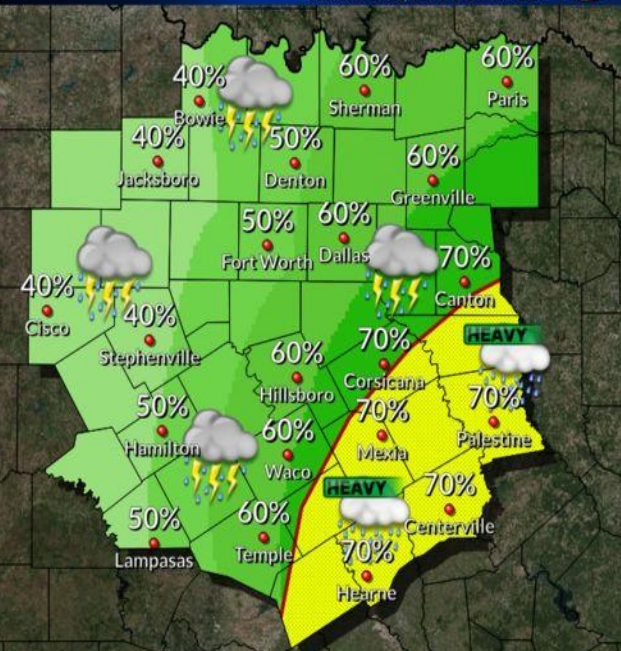 40%
Bowie
60%
Sherman
60%
Paris
40%
Jacksboro
50%
Denton
60%
Greenville
50%
Fort Worth
60%
Dallas
70%
Canton
40%
Cisco
40%
Stephenville
60%
Hillsboro
70%
Corsicana
HEAVY
70%
Palestine
50%
Hamilton
60%
Waco
70%
Mexia
HEAVY
50%
Lampasas
60%
Temple
70%
Centerville
70%
Hearne